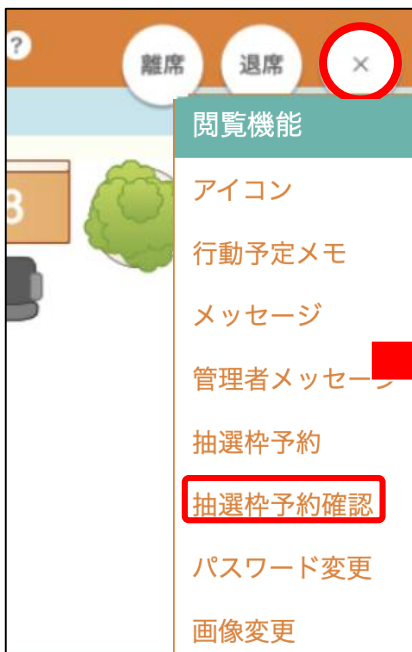 ?
離席
退席
×
閲覧機能
8
アイコン
行動予定メモ
メッセージ
管理者メッセージ
抽選枠予約
抽選枠予約確認
パスワード変更
画像変更